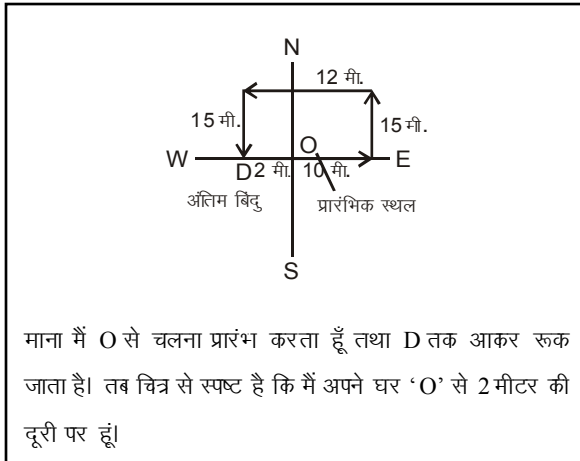 N
12 मी.
15 मी.
15 मी.
O
W
E
D 2 मी. 10 मी.
अंतिम बिंदु
प्रारंभिक स्थल
S
माना मैं O से चलना प्रारंभ करता हूँ तथा D तक आकर रूक
जाता है। तब चित्र से स्पष्ट है कि मैं अपने घर ‘O’ से 2 मीटर की
दूरी पर हूं।